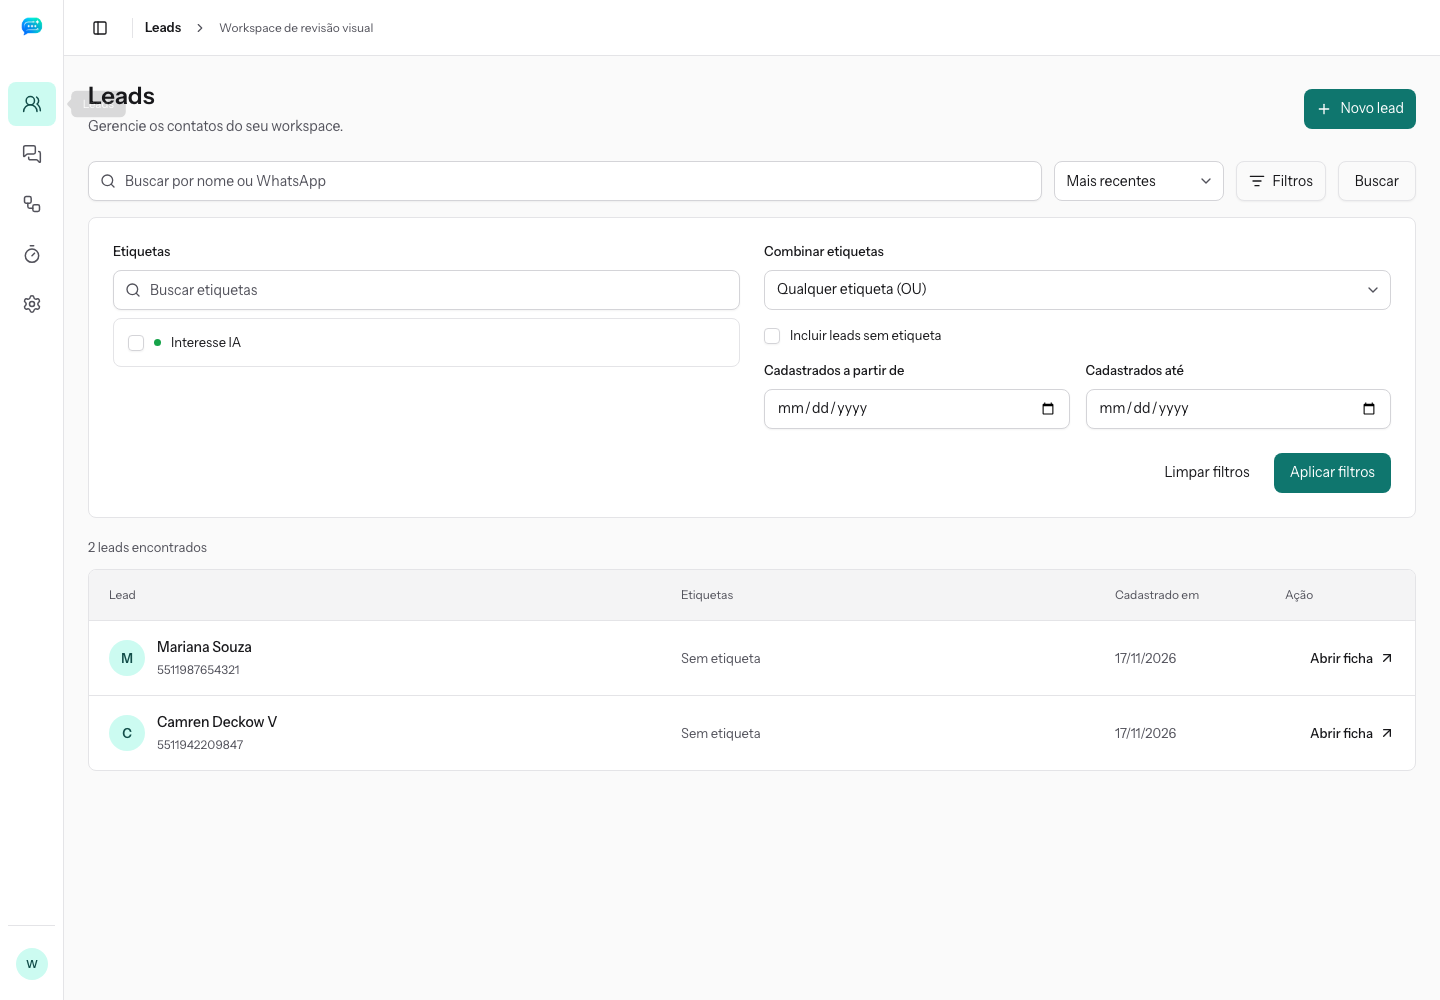 Leads
Workspace de revisão visual
Leads
Gerencie os contatos do seu workspace.
Novo lead
Buscar por nome ou WhatsApp
Mais recentes
Filtros
Buscar
Etiquetas
Buscar etiquetas
Interesse IA
Combinar etiquetas
Qualquer etiqueta (OU)
Incluir leads sem etiqueta
Cadastrados a partir de
Cadastrados até
mm/dd/yyyy
mm/dd/yyyy
Limpar filtros
Aplicar filtros
2 leads encontrados
Lead
Etiquetas
Cadastrado em
Ação
M
Mariana Souza
5511987654321
Sem etiqueta
17/11/2026
Abrir ficha
C
Camren Deckow V
5511942209847
Sem etiqueta
17/11/2026
Abrir ficha
W